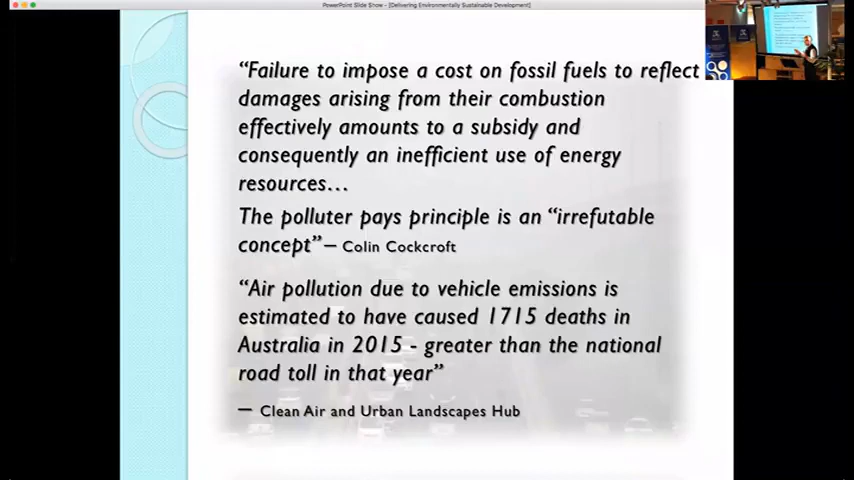 PowerPoint Slide Show - [Delivering Environmentally Sustainable Development]
“Failure to impose a cost on fossil fuels to reflect
damages arising from their combustion
effectively amounts to a subsidy and
consequently an inefficient use of energy
resources…
The polluter pays principle is an “irrefutable
concept” – Colin Cockcroft
“Air pollution due to vehicle emissions is
estimated to have caused 1715 deaths in
Australia in 2015 - greater than the national
road toll in that year”
– Clean Air and Urban Landscapes Hub